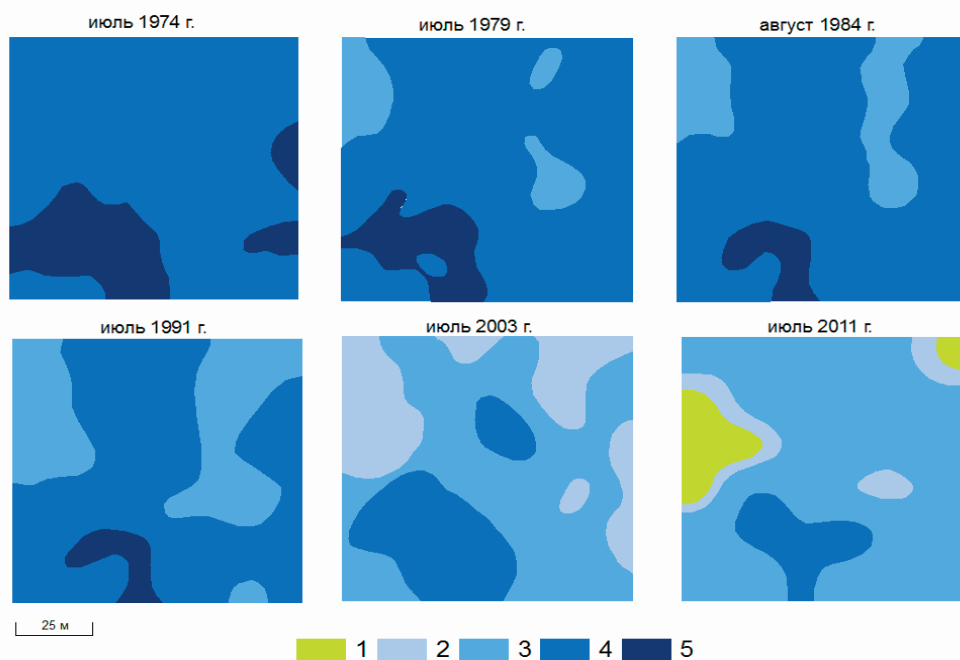 июль 1974 г.
июль 1979 г.
август 1984 г.
июль 1991 г.
июль 2003 г.
июль 2011 г.
25 м
1 2 3 4 5